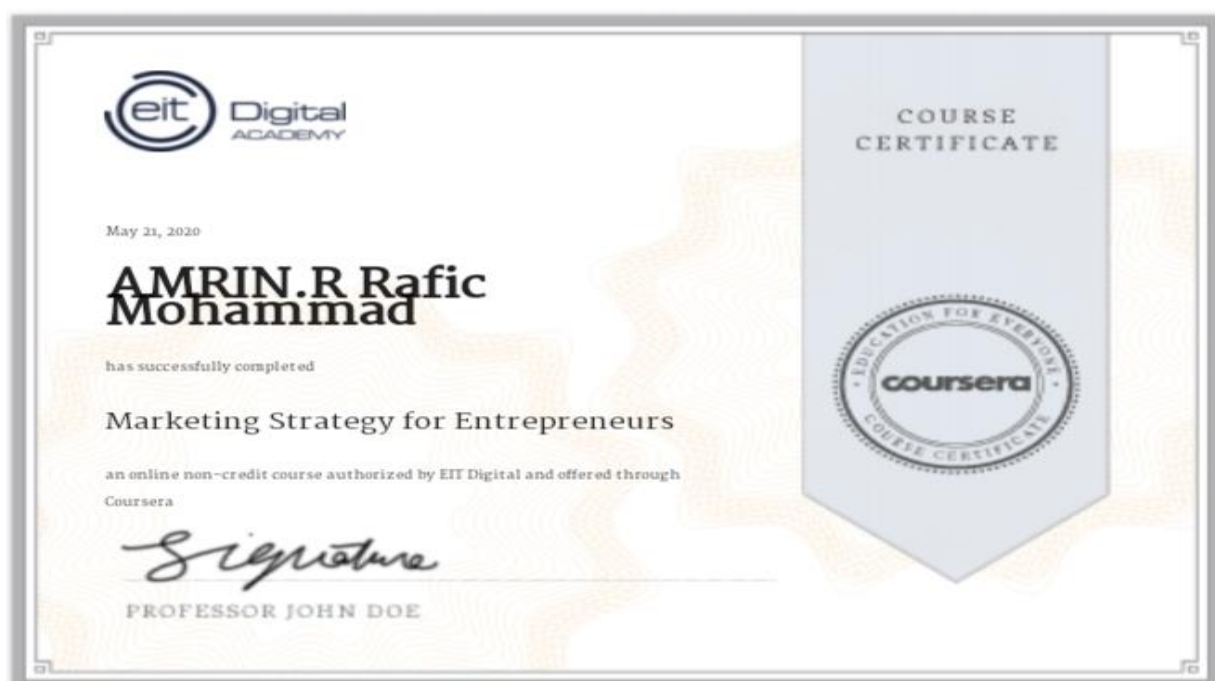 eit Digital
ACADEMY
COURSE
CERTIFICATE
May 21, 2020
AMRIN.R Rafic
Mohammad
has successfully completed
Marketing Strategy for Entrepreneurs
an online non-credit course authorized by EIT Digital and offered through
Coursera
Signature
PROFESSOR JOHN DOE
EDUCATION FOR EVERYONE
coursera
COURSE CERTIFICATE